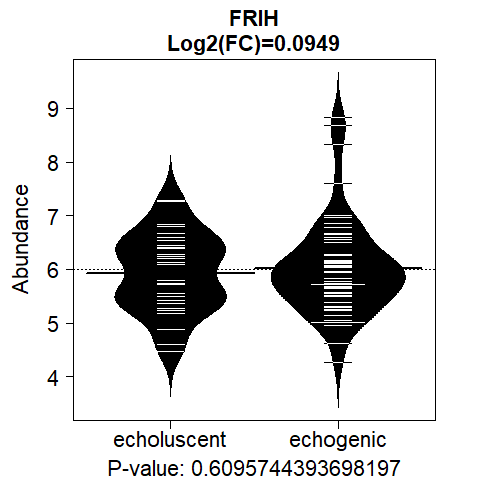 FRIH
Log2(FC)=0.0949
Abundance
9
8
7
6
5
4
echoluscent
echogenic
P-value: 0.6095744393698197